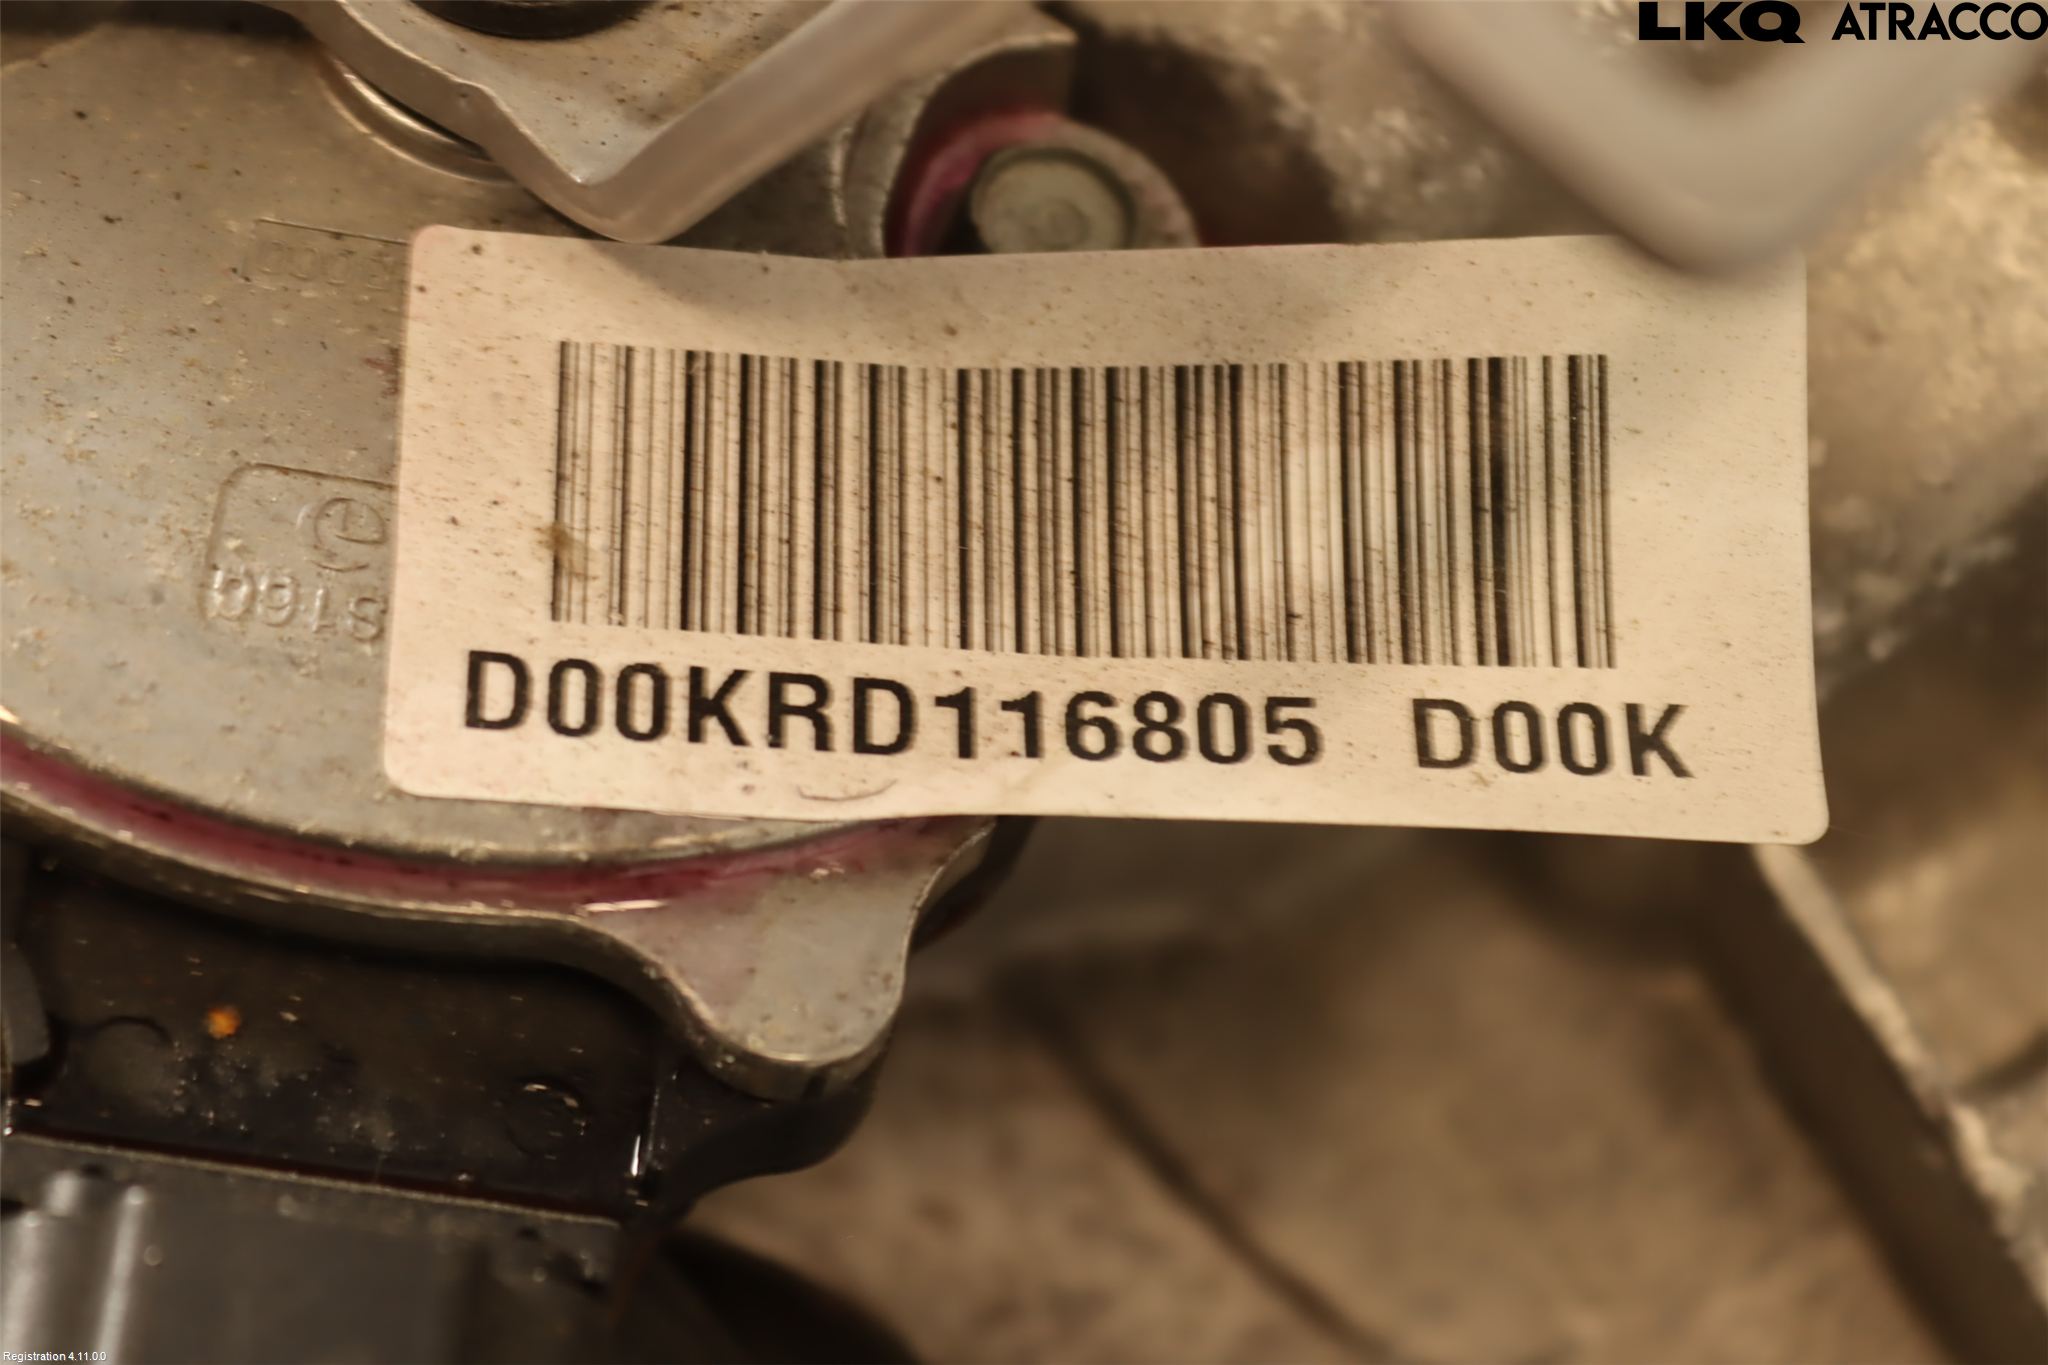 LKQ ATRACCO
D00KRD116805 D00K
Registration 4.11.0.0